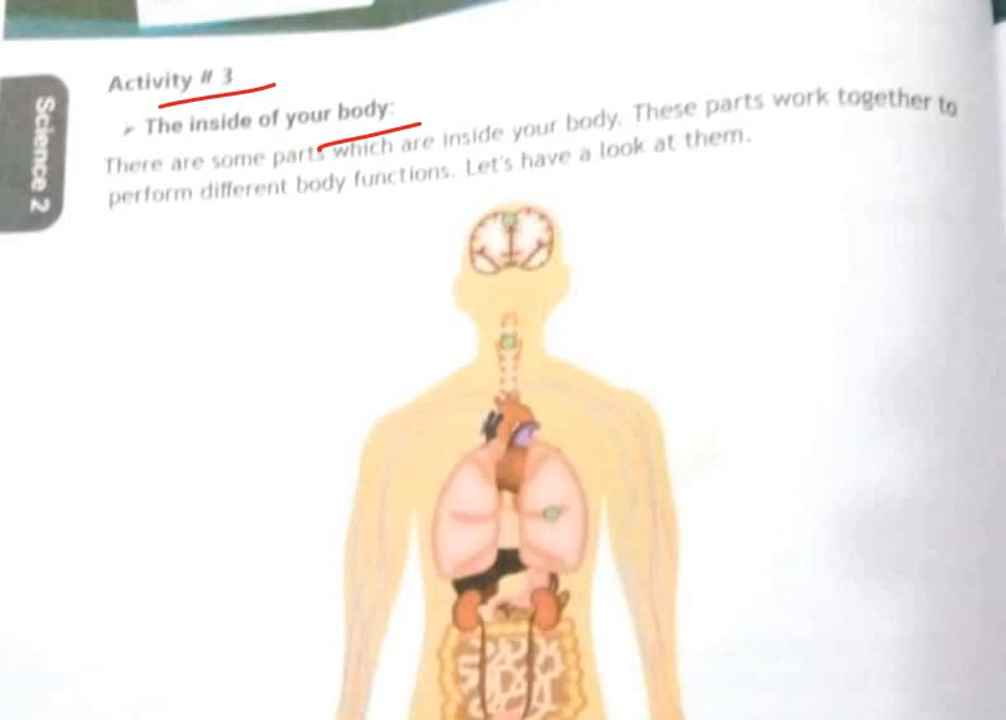 Science 2
Activity # 3
➢ The inside of your body:
There are some parts which are inside your body. These parts work together to
perform different body functions. Let's have a look at them.